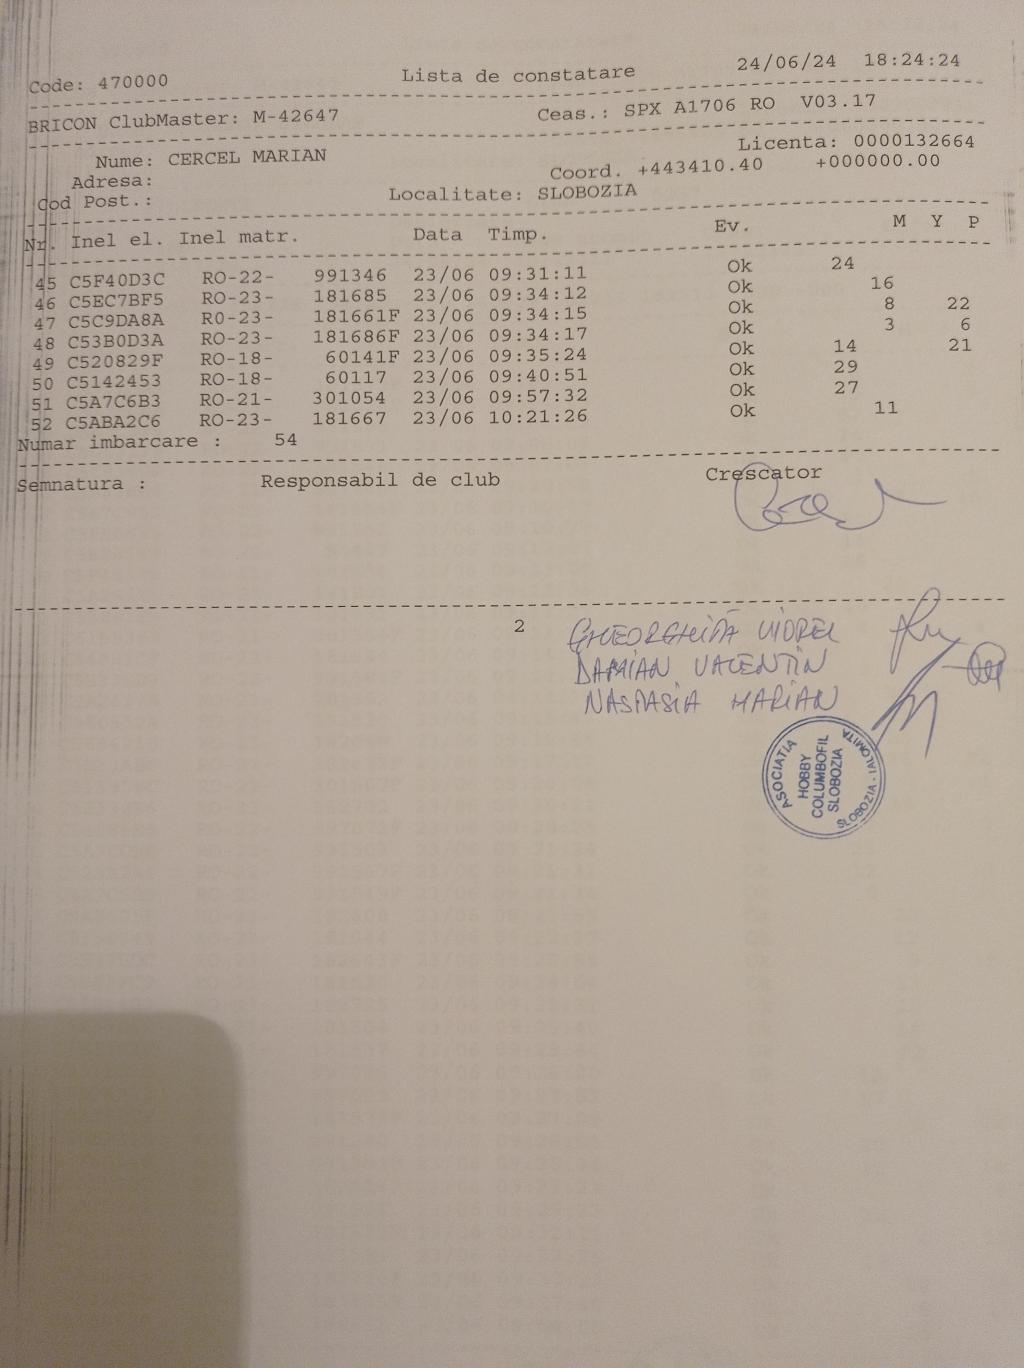 Code: 470000 Lista de constatare 24/06/24 18:24:24
BRICON ClubMaster: M-42647 Ceas.: SPX A1706 RO V03.17
Nume: CERCEL MARIAN Licenta: 0000132664
Adresa: Coord. +443410.40 +000000.00
Cod Post.: Localitate: SLOBOZIA
Nr. Inel el. Inel matr. Data Timp. Ev. M Y P
45 C5F40D3C RO-22- 991346 23/06 09:31:11 Ok 24
46 C5EC7BF5 RO-23- 181685 23/06 09:34:12 Ok 16
47 C5C9DA8A RO-23- 181661F 23/06 09:34:15 Ok 8 22
48 C53B0D3A RO-23- 181686F 23/06 09:34:17 Ok 3 6
49 C520829F RO-18- 60141F 23/06 09:35:24 Ok 14 21
50 C5142453 RO-18- 60117 23/06 09:40:51 Ok 29
51 C5A7C6B3 RO-21- 301054 23/06 09:57:32 Ok 27
52 C5ABA2C6 RO-23- 181667 23/06 10:21:26 Ok 11
Numar imbarcare : 54
Semnatura : Responsabil de club Crescator
2
GHEORGHITĂ VIOREL
DAMIAN VALENTIN
NASTASIA MARIAN
ASOCIATIA
HOBBY
COLUMBOFIL
SLOBOZIA
SLOBOZIA - IALOMITA